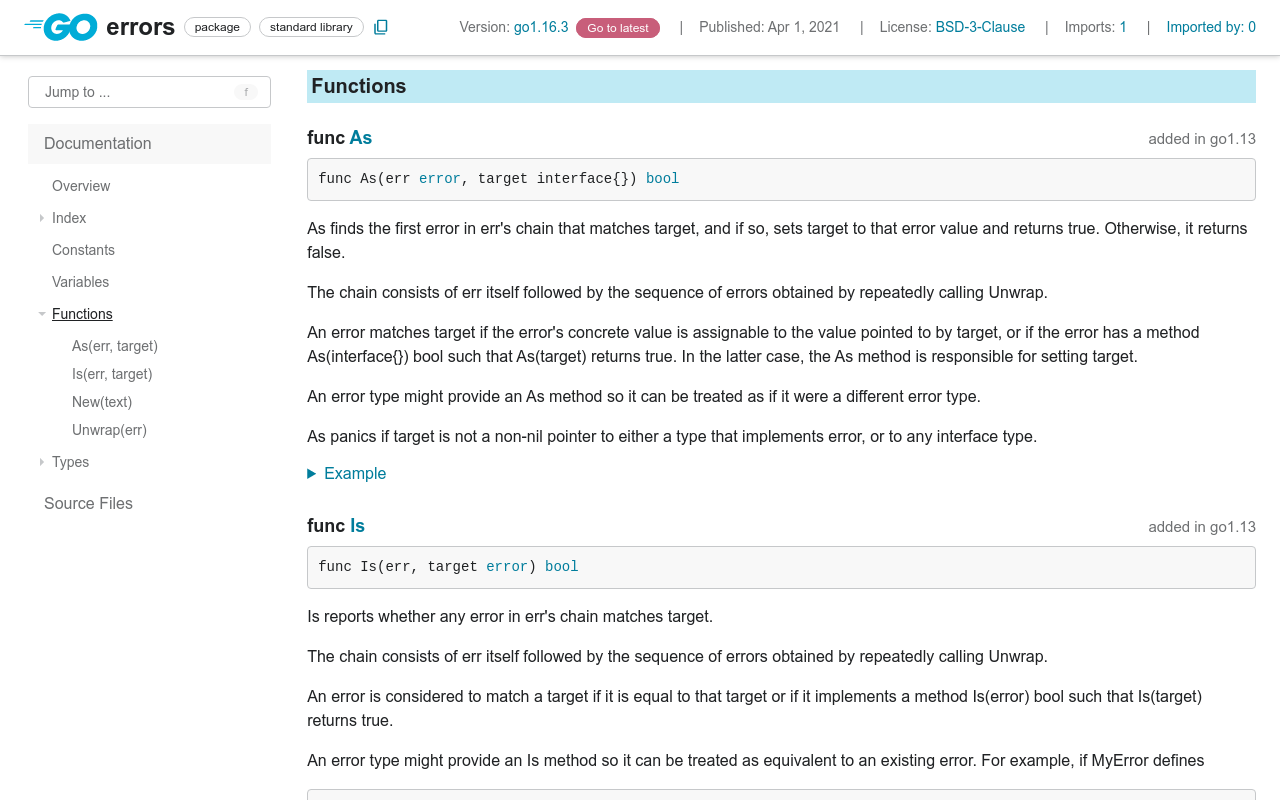 GO errors package standard library Version: go1.16.3 Go to latest | Published: Apr 1, 2021 | License: BSD-3-Clause | Imports: 1 | Imported by: 0
Jump to ... f
Documentation
Overview
Index
Constants
Variables
Functions
As(err, target)
Is(err, target)
New(text)
Unwrap(err)
Types
Source Files
Functions
func As added in go1.13
func As(err error, target interface{}) bool
As finds the first error in err's chain that matches target, and if so, sets target to that error value and returns true. Otherwise, it returns
false.
The chain consists of err itself followed by the sequence of errors obtained by repeatedly calling Unwrap.
An error matches target if the error's concrete value is assignable to the value pointed to by target, or if the error has a method
As(interface{}) bool such that As(target) returns true. In the latter case, the As method is responsible for setting target.
An error type might provide an As method so it can be treated as if it were a different error type.
As panics if target is not a non-nil pointer to either a type that implements error, or to any interface type.
Example
func Is added in go1.13
func Is(err, target error) bool
Is reports whether any error in err's chain matches target.
The chain consists of err itself followed by the sequence of errors obtained by repeatedly calling Unwrap.
An error is considered to match a target if it is equal to that target or if it implements a method Is(error) bool such that Is(target)
returns true.
An error type might provide an Is method so it can be treated as equivalent to an existing error. For example, if MyError defines